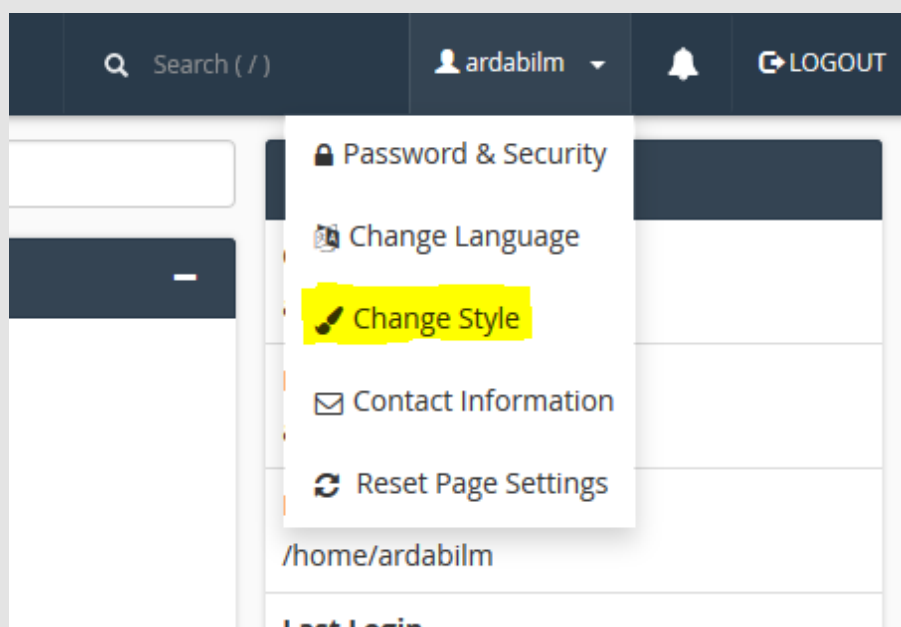 Search ( / )
ardabilm
LOGOUT
Password & Security
Change Language
Change Style
Contact Information
Reset Page Settings
/home/ardabilm
Last Login